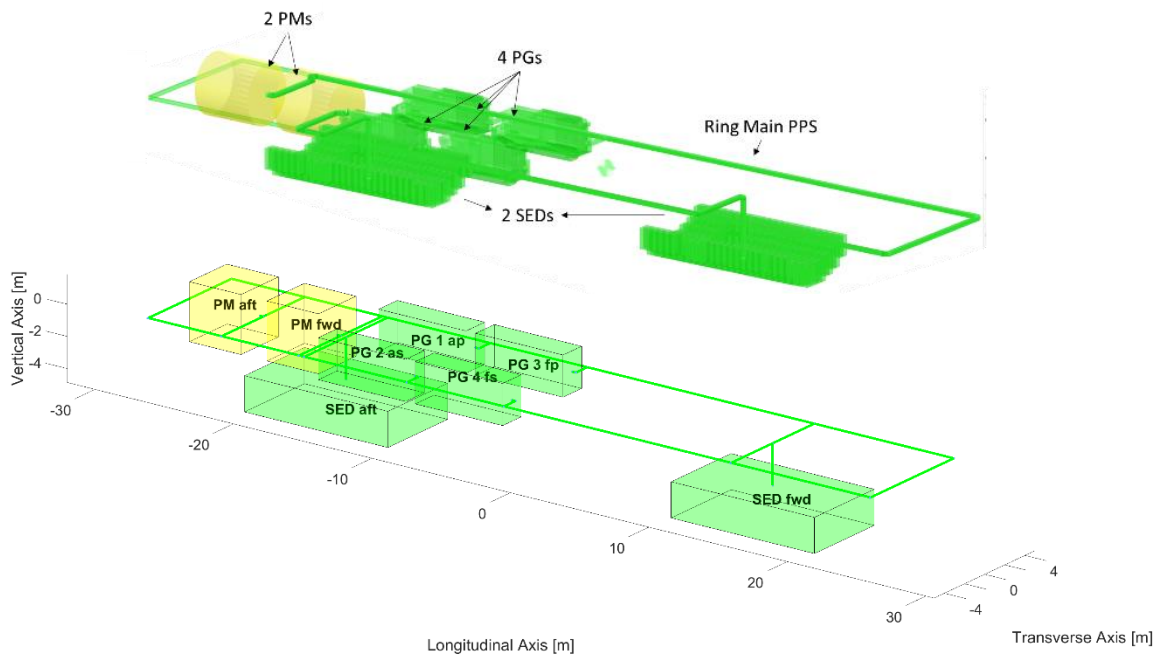 2 PMs
4 PGs
Ring Main PPS
2 SEDs
Vertical Axis [m]
0
-2
-4
PM aft
PM fwd
PG 1 ap
PG 2 as
PG 3 fp
PG 4 fs
SED aft
SED fwd
-30
-20
-10
0
10
20
30
-4
0
4
Longitudinal Axis [m]
Transverse Axis [m]